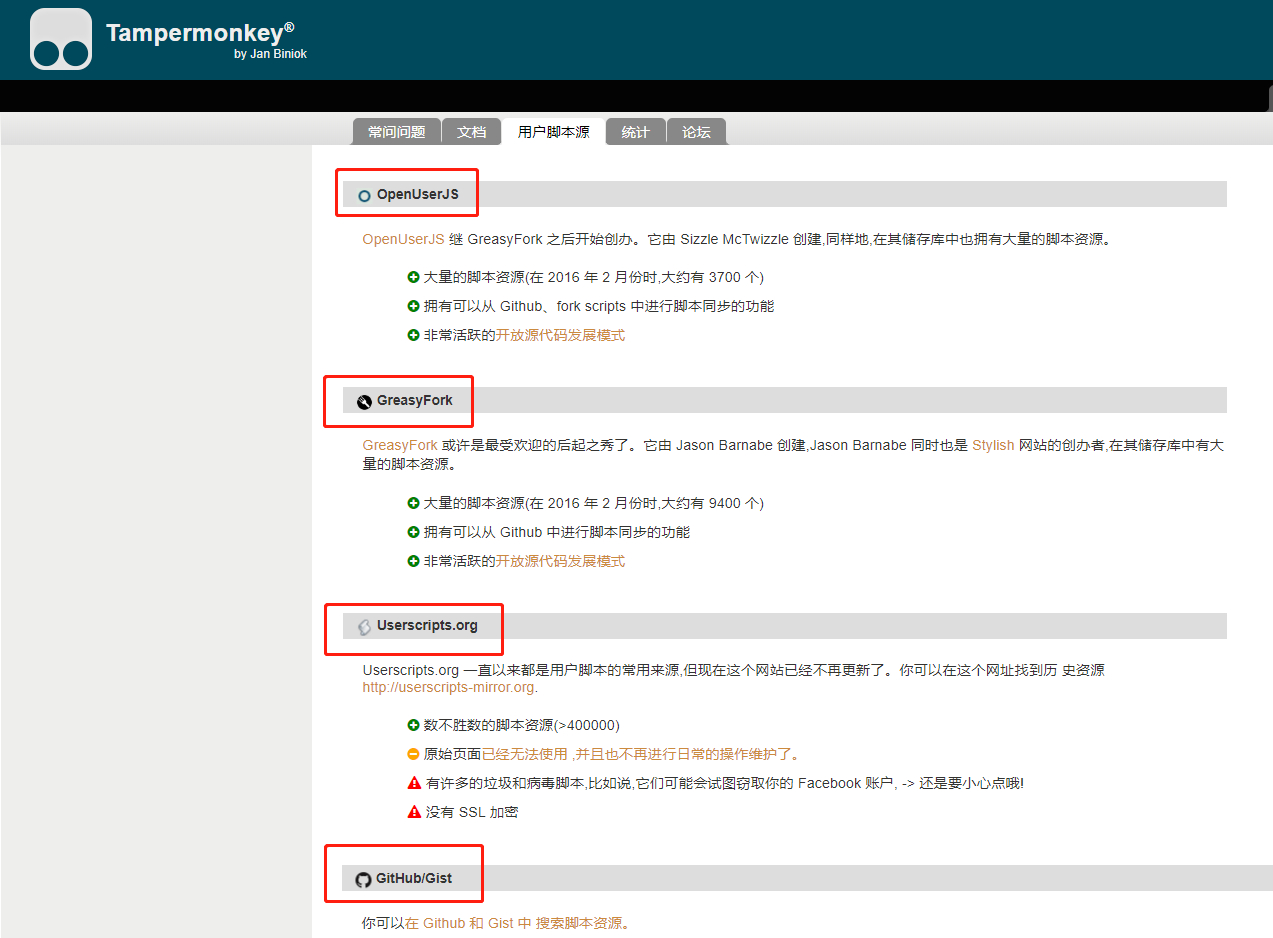 Tampermonkey®
by Jan Biniok
常问问题 文档 用户脚本源 统计 论坛
OpenUserJS
OpenUserJS 继 GreasyFork 之后开始创办。它由 Sizzle McTwizzle 创建,同样地,在其储存库中也拥有大量的脚本资源。
大量的脚本资源(在 2016 年 2 月份时,大约有 3700 个)
拥有可以从 Github、fork scripts 中进行脚本同步的功能
非常活跃的开放源代码发展模式
GreasyFork
GreasyFork 或许是最受欢迎的后起之秀了。它由 Jason Barnabe 创建,Jason Barnabe 同时也是 Stylish 网站的创办者,在其储存库中有大
量的脚本资源。
大量的脚本资源(在 2016 年 2 月份时,大约有 9400 个)
拥有可以从 Github 中进行脚本同步的功能
非常活跃的开放源代码发展模式
Userscripts.org
Userscripts.org 一直以来都是用户脚本的常用来源,但现在这个网站已经不再更新了。你可以在这个网址找到历 史资源
http://userscripts-mirror.org.
数不胜数的脚本资源(>400000)
原始页面已经无法使用 ,并且也不再进行日常的操作维护了。
有许多的垃圾和病毒脚本,比如说,它们可能会试图窃取你的 Facebook 账户, -> 还是要小心点哦!
没有 SSL 加密
GitHub/Gist
你可以在 Github 和 Gist 中 搜索脚本资源。